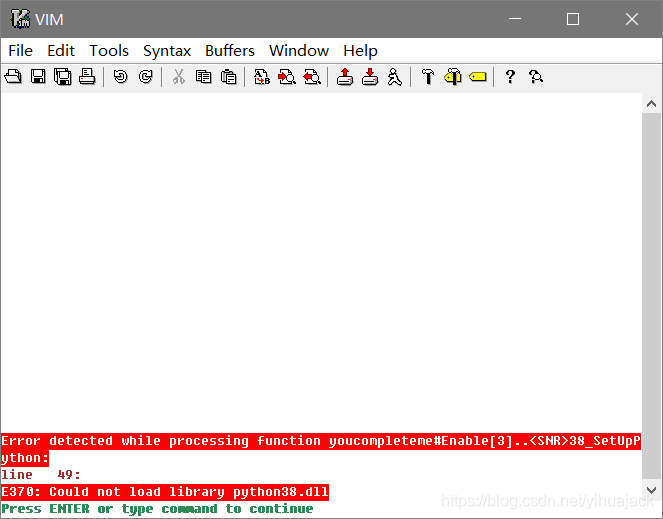 VIM
File Edit Tools Syntax Buffers Window Help
Error detected while processing function youcompleteme#Enable[3]..<SNR>38_SetUpP
ython:
line   49:
E370: Could not load library python38.dll
Press ENTER or type command to continue
https://blog.csdn.net/yihuajack